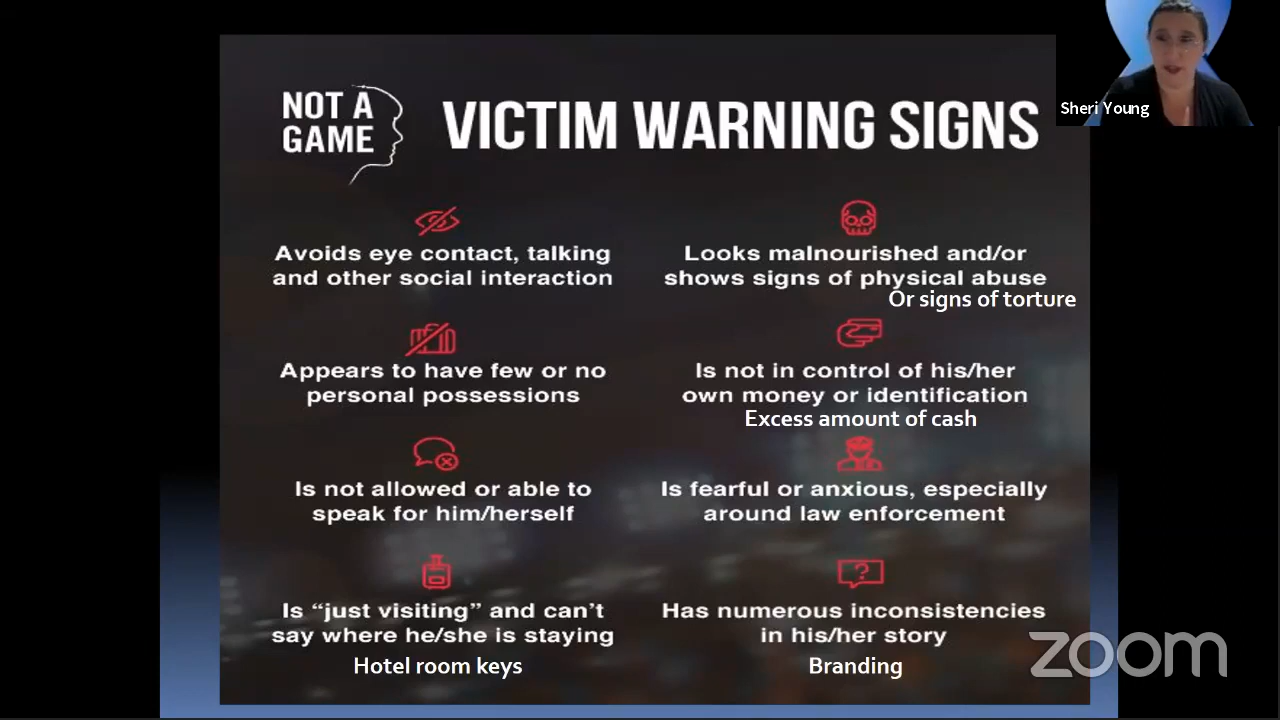 NOT A
GAME
VICTIM WARNING SIGNS
Sheri Young
Avoids eye contact, talking
and other social interaction
Looks malnourished and/or
shows signs of physical abuse
Or signs of torture
Appears to have few or no
personal possessions
Is not in control of his/her
own money or identification
Excess amount of cash
Is not allowed or able to
speak for him/herself
Is fearful or anxious, especially
around law enforcement
Is “just visiting” and can’t
say where he/she is staying
Hotel room keys
?
Has numerous inconsistencies
in his/her story
Branding
zoom